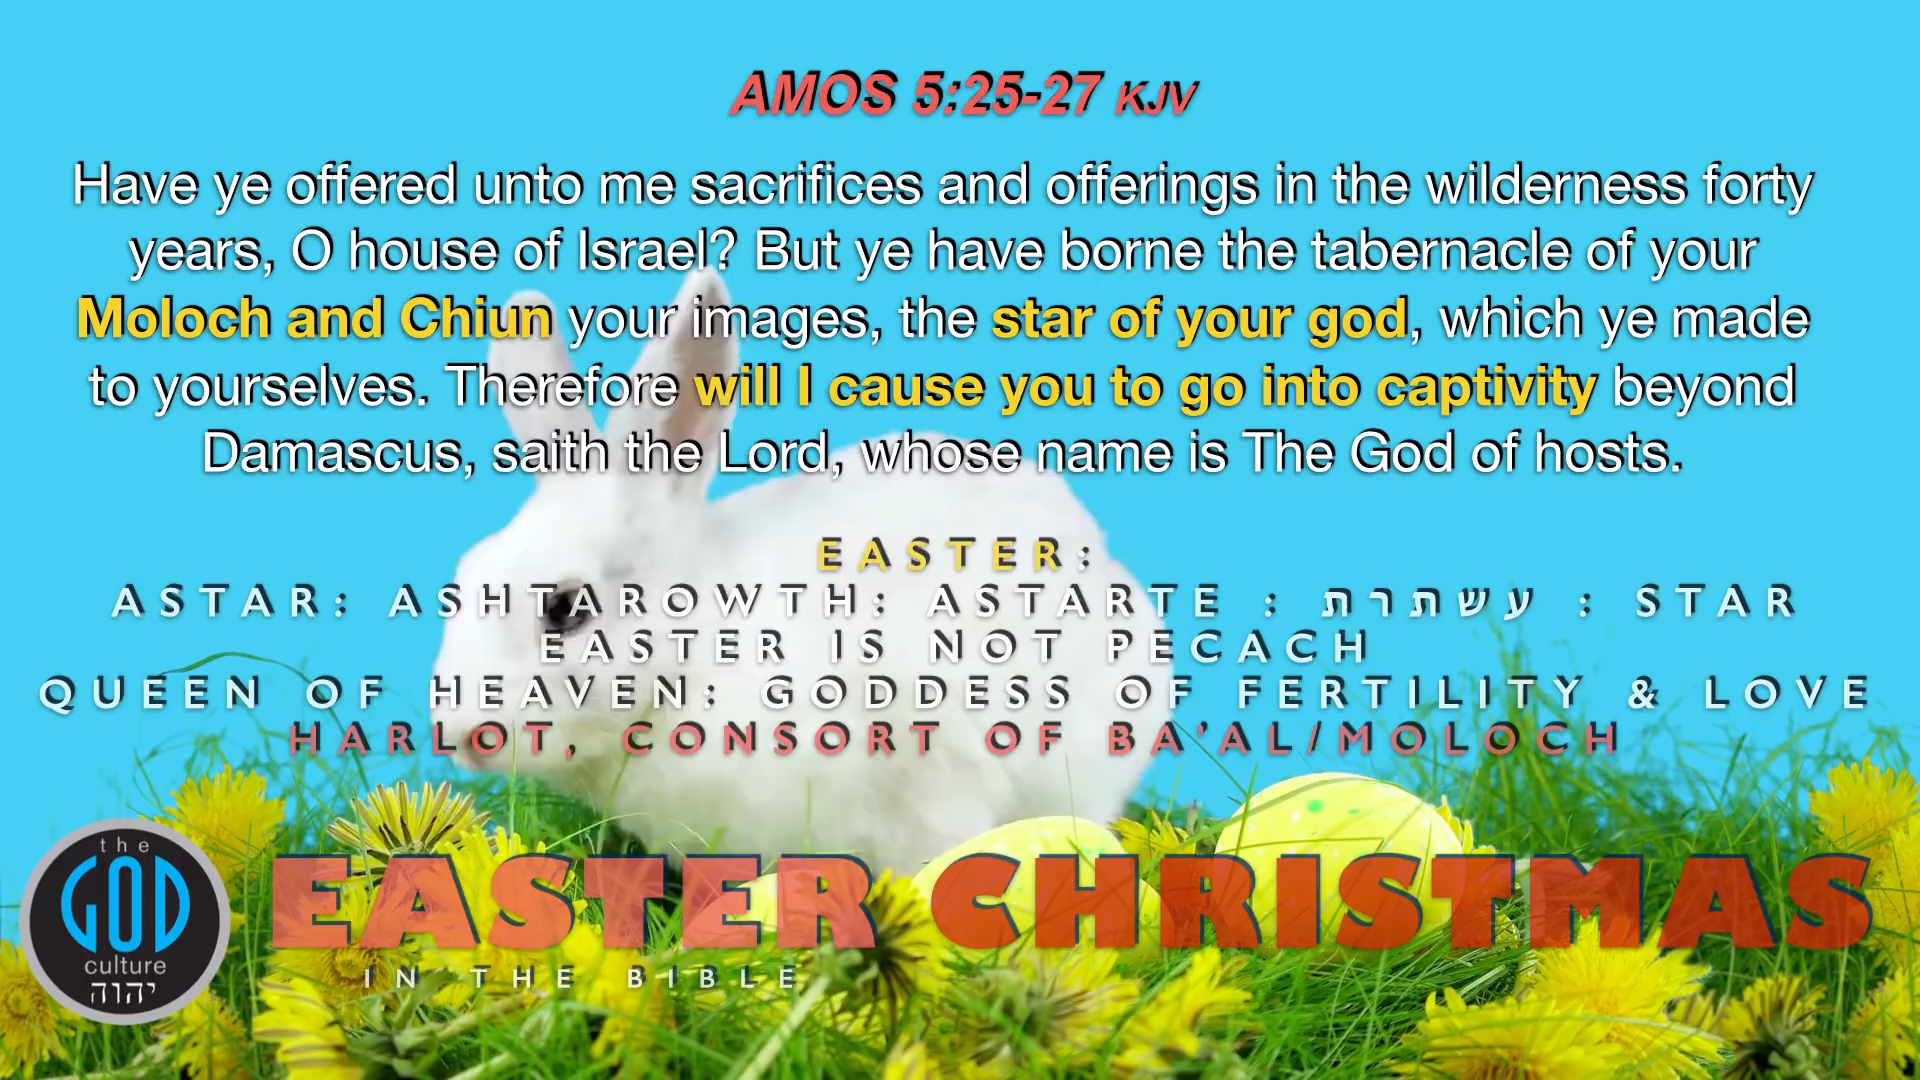 AMOS 5:25-27 KJV
Have ye offered unto me sacrifices and offerings in the wilderness forty
years, O house of Israel? But ye have borne the tabernacle of your
Moloch and Chiun your images, the star of your god, which ye made
to yourselves. Therefore will I cause you to go into captivity beyond
Damascus, saith the Lord, whose name is The God of hosts.
EASTER:
ASTAR: ASHTAROWTH: ASTARTE : עשתרת : STAR
EASTER IS NOT PECACH
QUEEN OF HEAVEN: GODDESS OF FERTILITY & LOVE
HARLOT, CONSORT OF BA'AL/MOLOCH
the
GOD
culture
יהוה
EASTER CHRISTMAS
IN THE BIBLE